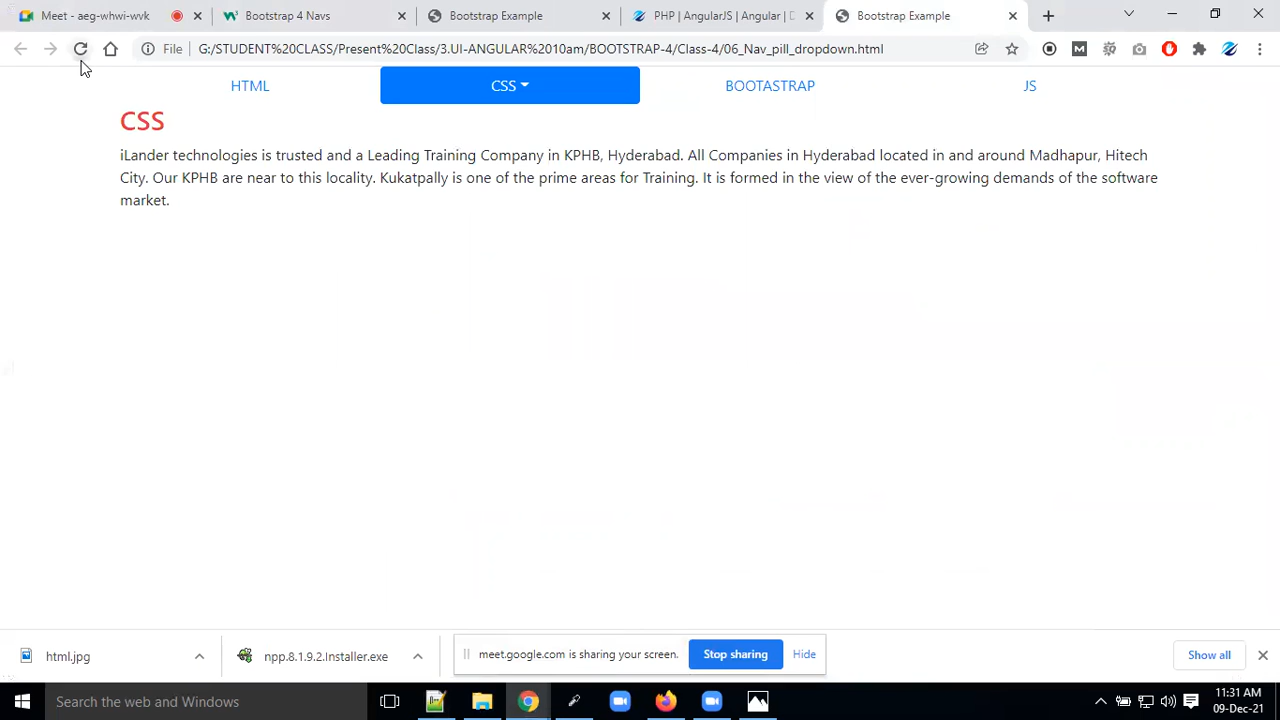 Meet - aeg-whwi-wvk
Bootstrap 4 Navs
Bootstrap Example
PHP | AngularJS | Angular | D
Bootstrap Example
File
G:/STUDENT%20CLASS/Present%20Class/3.UI-ANGULAR%2010am/BOOTSTRAP-4/Class-4/06_Nav_pill_dropdown.html
HTML
CSS
BOOTASTRAP
JS
CSS
iLander technologies is trusted and a Leading Training Company in KPHB, Hyderabad. All Companies in Hyderabad located in and around Madhapur, Hitech
City. Our KPHB are near to this locality. Kukatpally is one of the prime areas for Training. It is formed in the view of the ever-growing demands of the software
market.
html.jpg
npp.8.1.9.2.Installer.exe
meet.google.com is sharing your screen.
Stop sharing
Hide
Show all
Search the web and Windows
11:31 AM
09-Dec-21